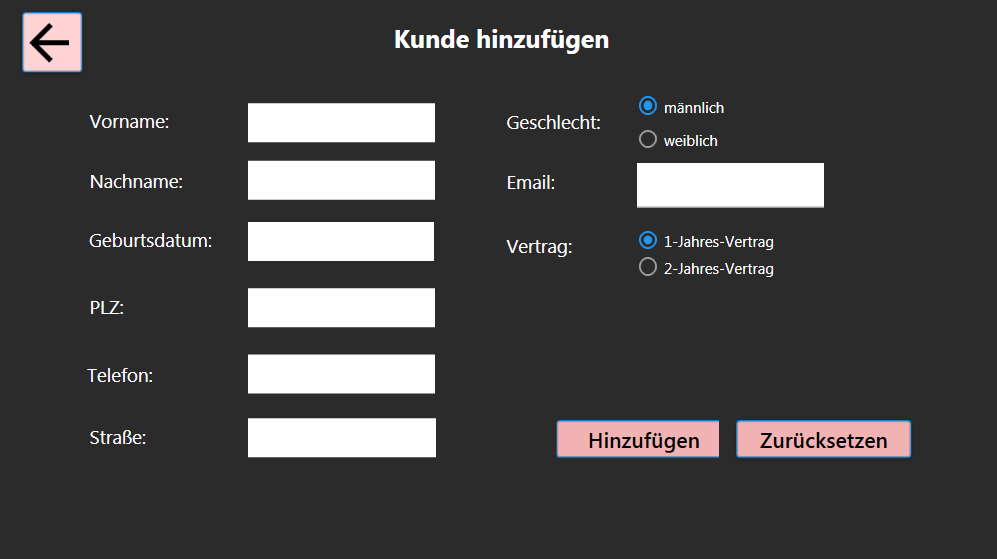 Kunde hinzufügen
Vorname:
Nachname:
Geburtsdatum:
PLZ:
Telefon:
Straße:
Geschlecht:
männlich
weiblich
Email:
Vertrag:
1-Jahres-Vertrag
2-Jahres-Vertrag
Hinzufügen
Zurücksetzen